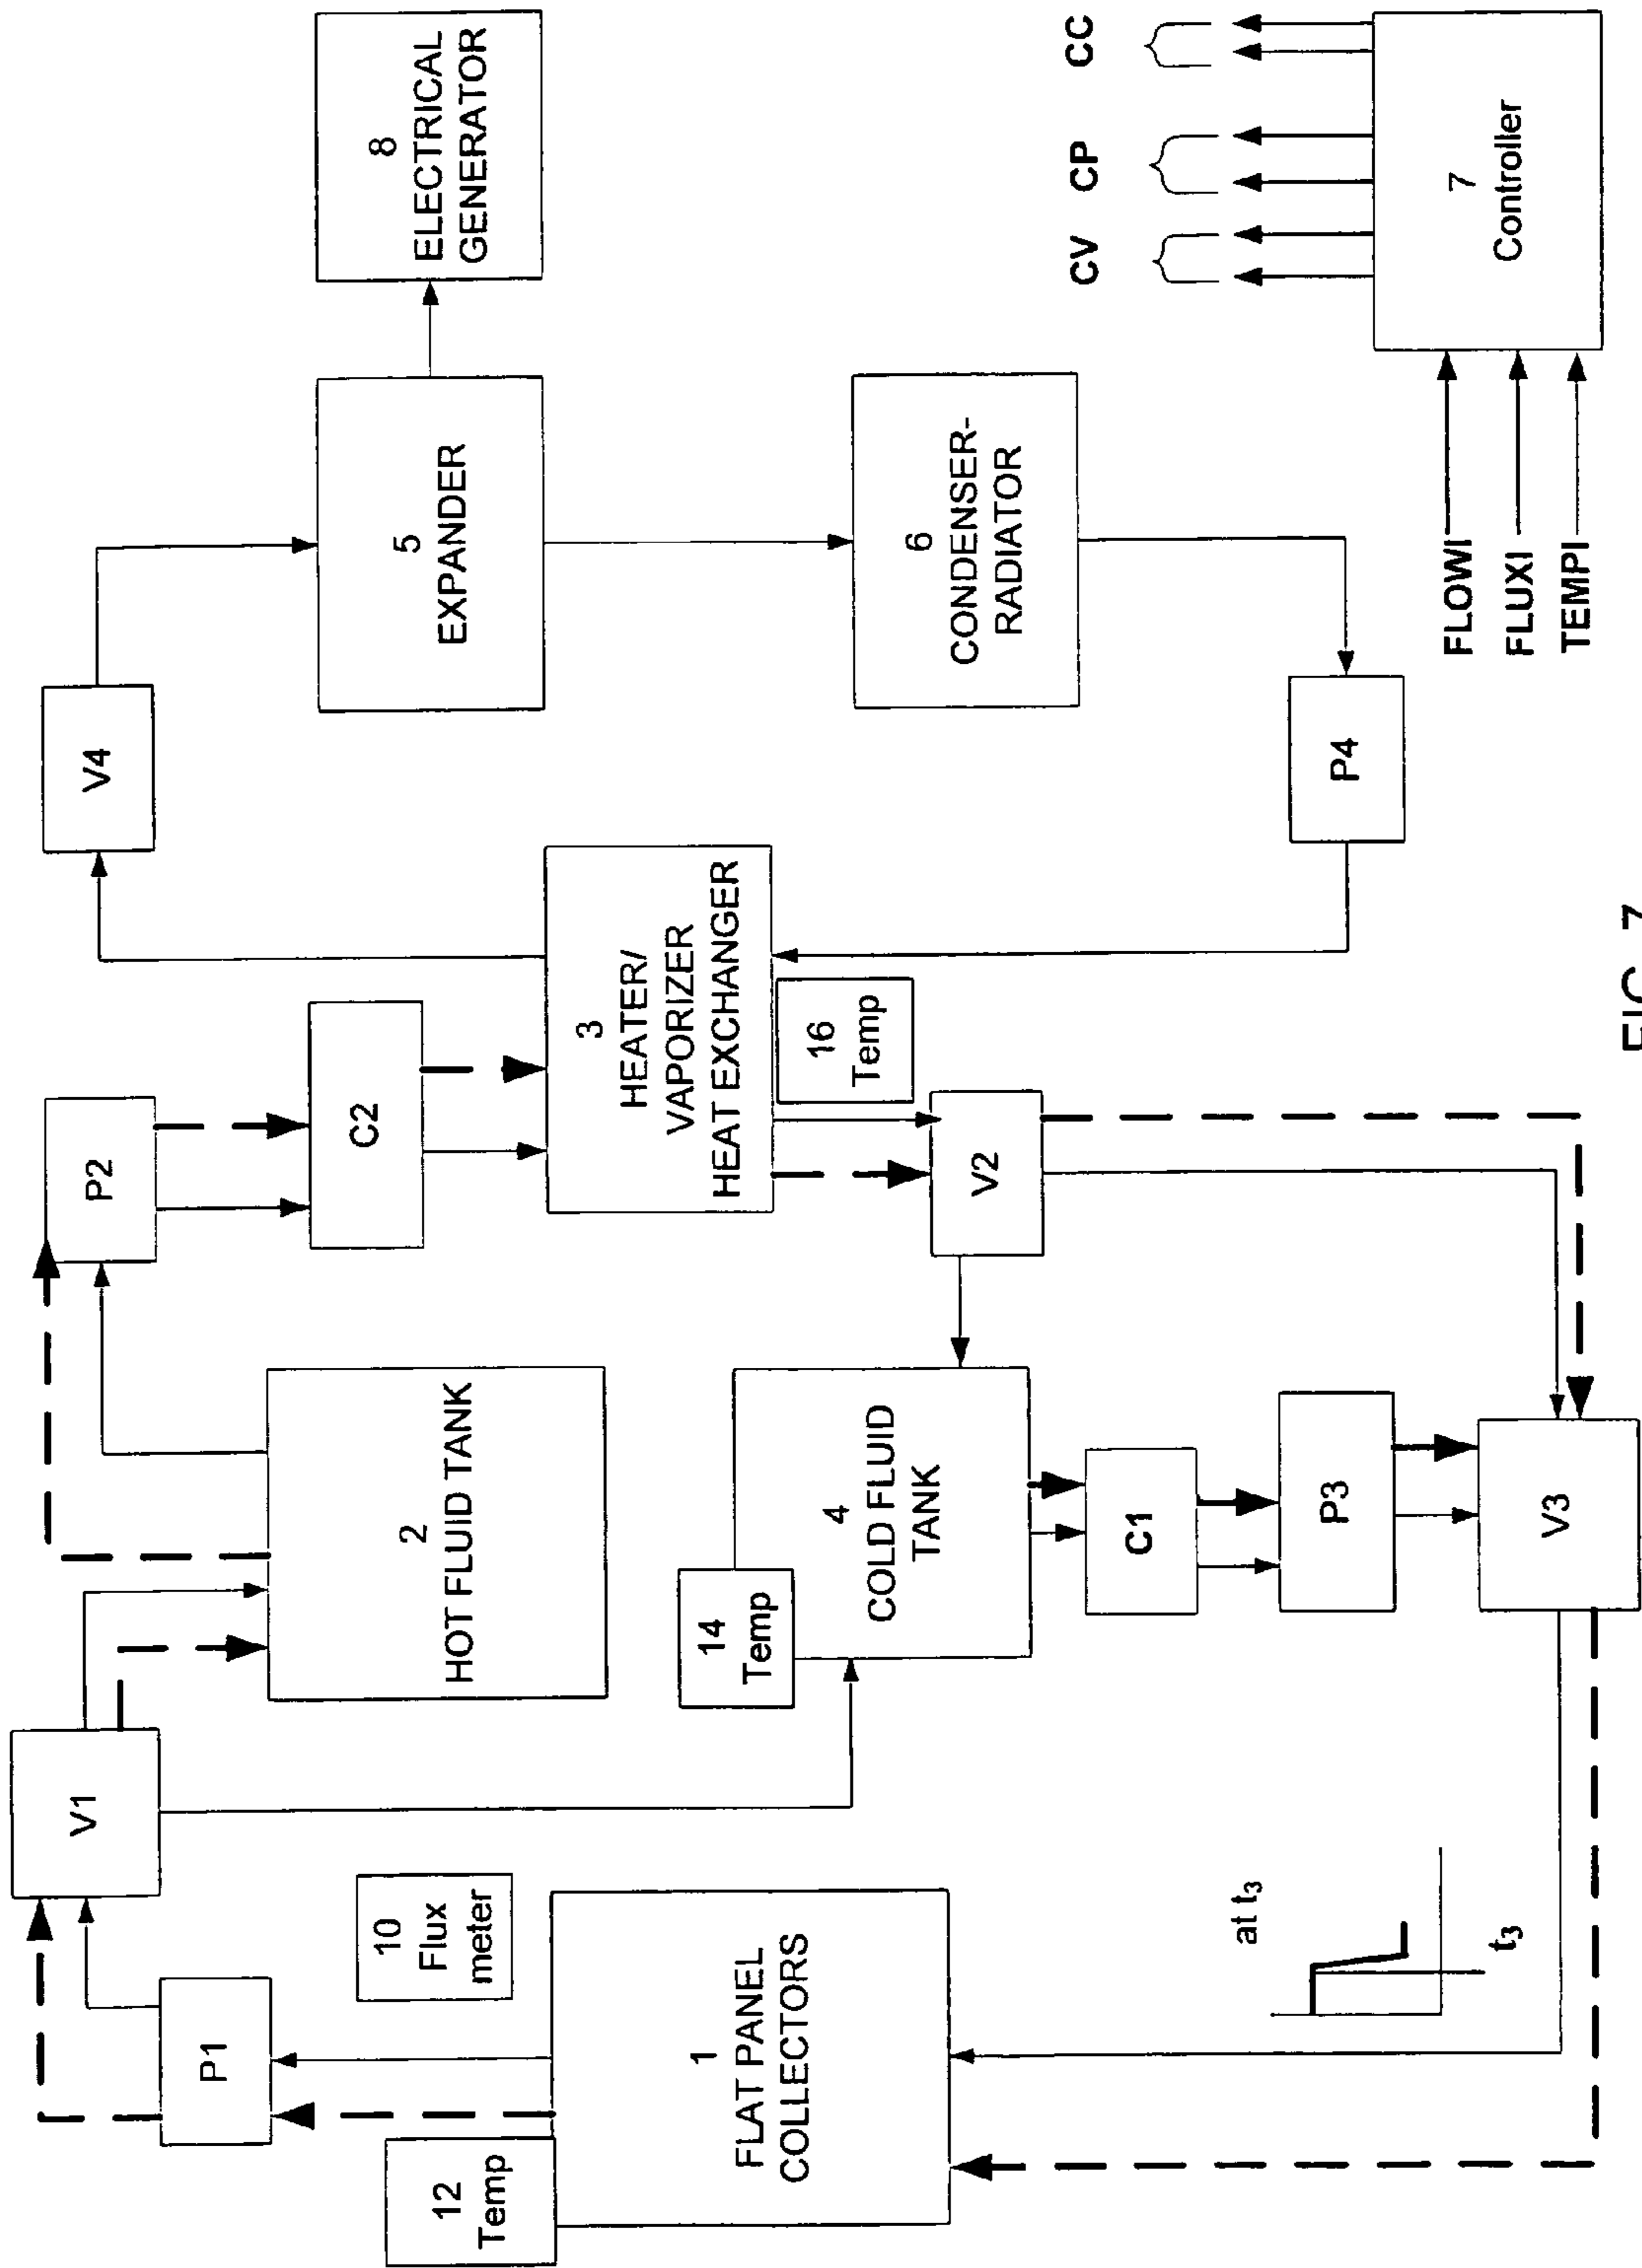 P1
V1
P2
V4
12
Temp
10
Flux
meter
1
FLAT PANEL
COLLECTORS
2
HOT FLUID TANK
C2
3
HEATER/
VAPORIZER
HEAT EXCHANGER
16
Temp
14
Temp
4
COLD FLUID
TANK
V2
C1
P3
V3
at t3
t3
5
EXPANDER
8
ELECTRICAL
GENERATOR
6
CONDENSER-
RADIATOR
P4
CV
CP
CC
FLOWI
FLUXI
TEMPI
7
Controller
FIG. 7